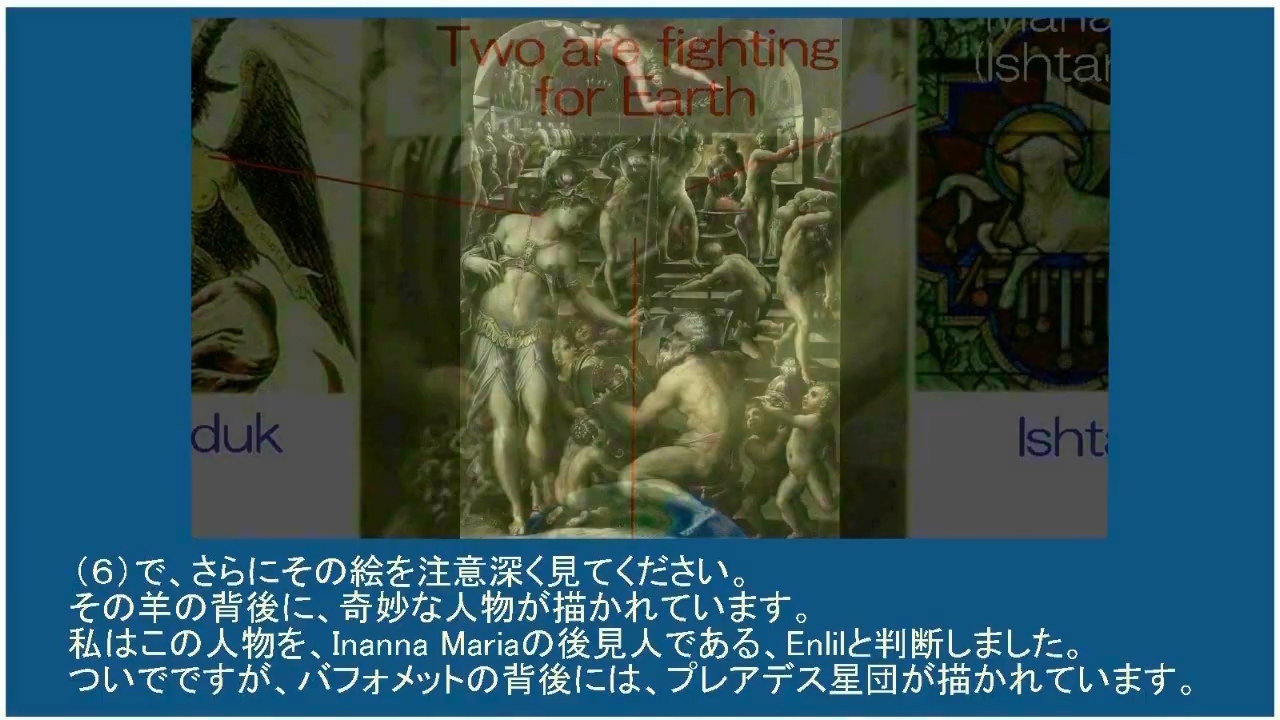 Two are fighting
for Earth
(Ishtar
duk
Ishta
（6）で、さらにその絵を注意深く見てください。
その羊の背後に、奇妙な人物が描かれています。
私はこの人物を、Inanna Mariaの後見人である、Enlilと判断しました。
ついでですが、バフォメットの背後には、プレアデス星団が描かれています。